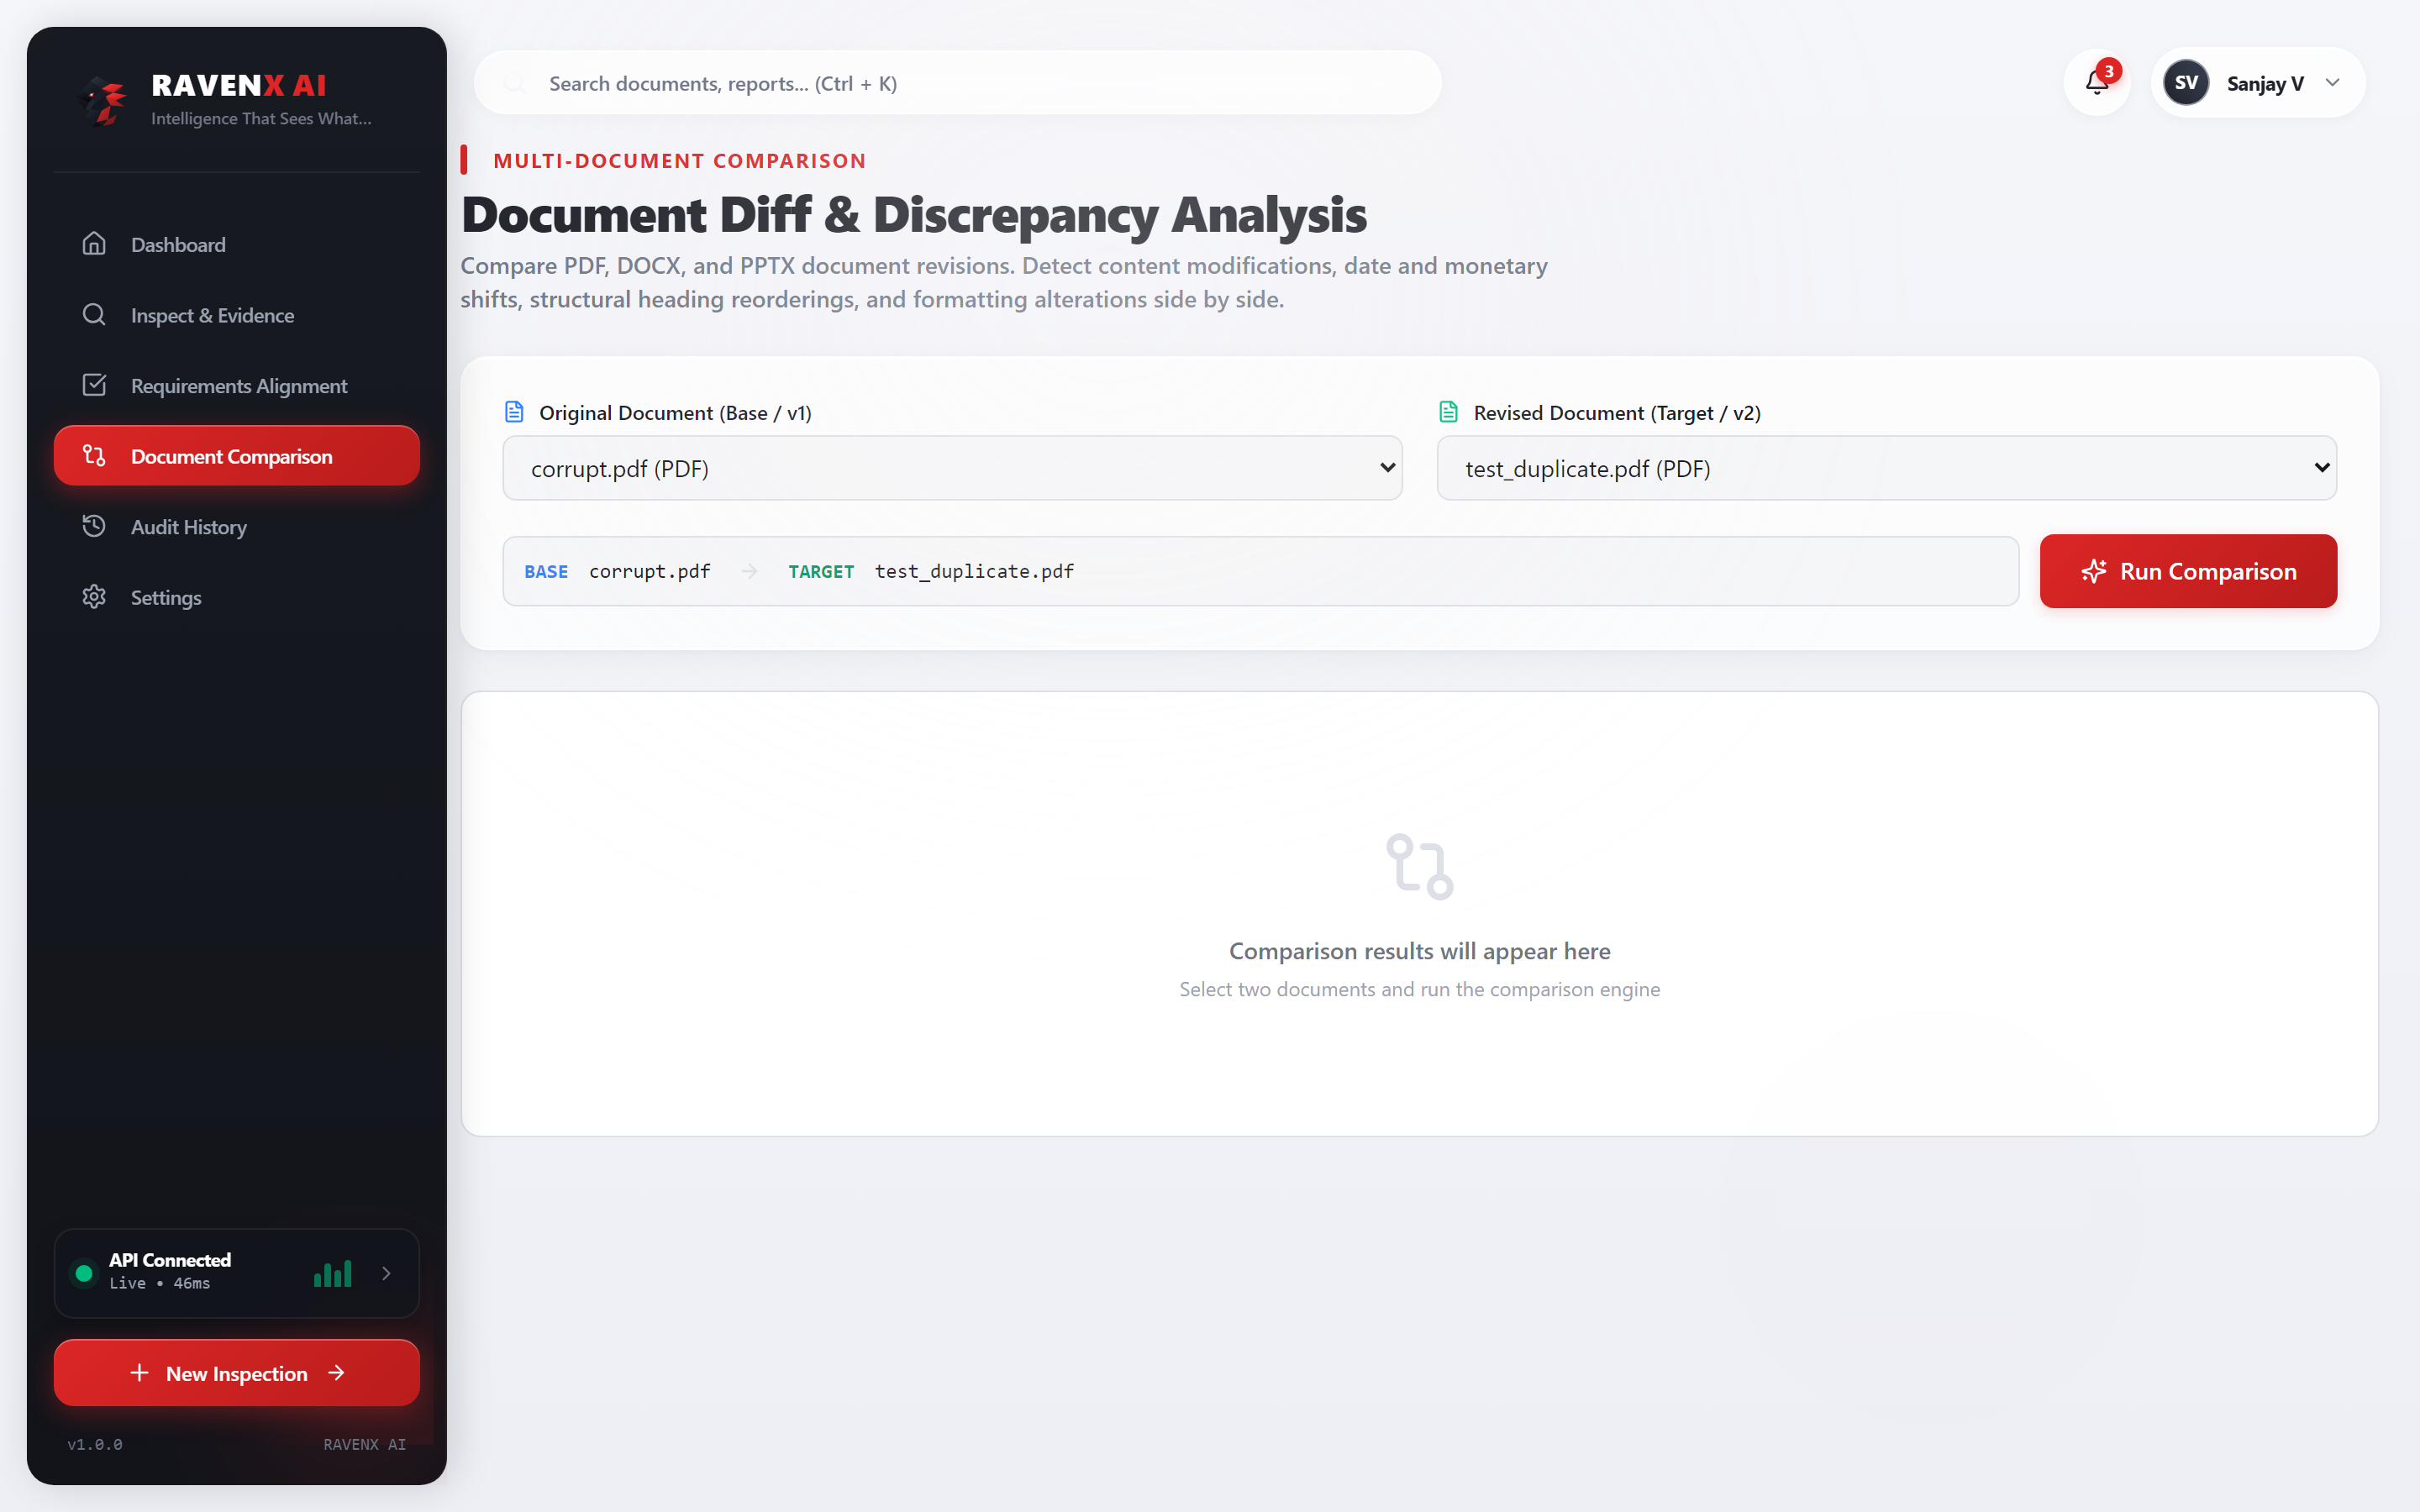 RAVENX AI
Intelligence That Sees What...
Dashboard
Inspect & Evidence
Requirements Alignment
Document Comparison
Audit History
Settings
API Connected
Live • 46ms
New Inspection
v1.0.0
RAVENX AI
Search documents, reports... (Ctrl + K)
3
SV
Sanjay V
MULTI-DOCUMENT COMPARISON
Document Diff & Discrepancy Analysis
Compare PDF, DOCX, and PPTX document revisions. Detect content modifications, date and monetary
shifts, structural heading reorderings, and formatting alterations side by side.
Original Document (Base / v1)
corrupt.pdf (PDF)
Revised Document (Target / v2)
test_duplicate.pdf (PDF)
BASE corrupt.pdf → TARGET test_duplicate.pdf
Run Comparison
Comparison results will appear here
Select two documents and run the comparison engine